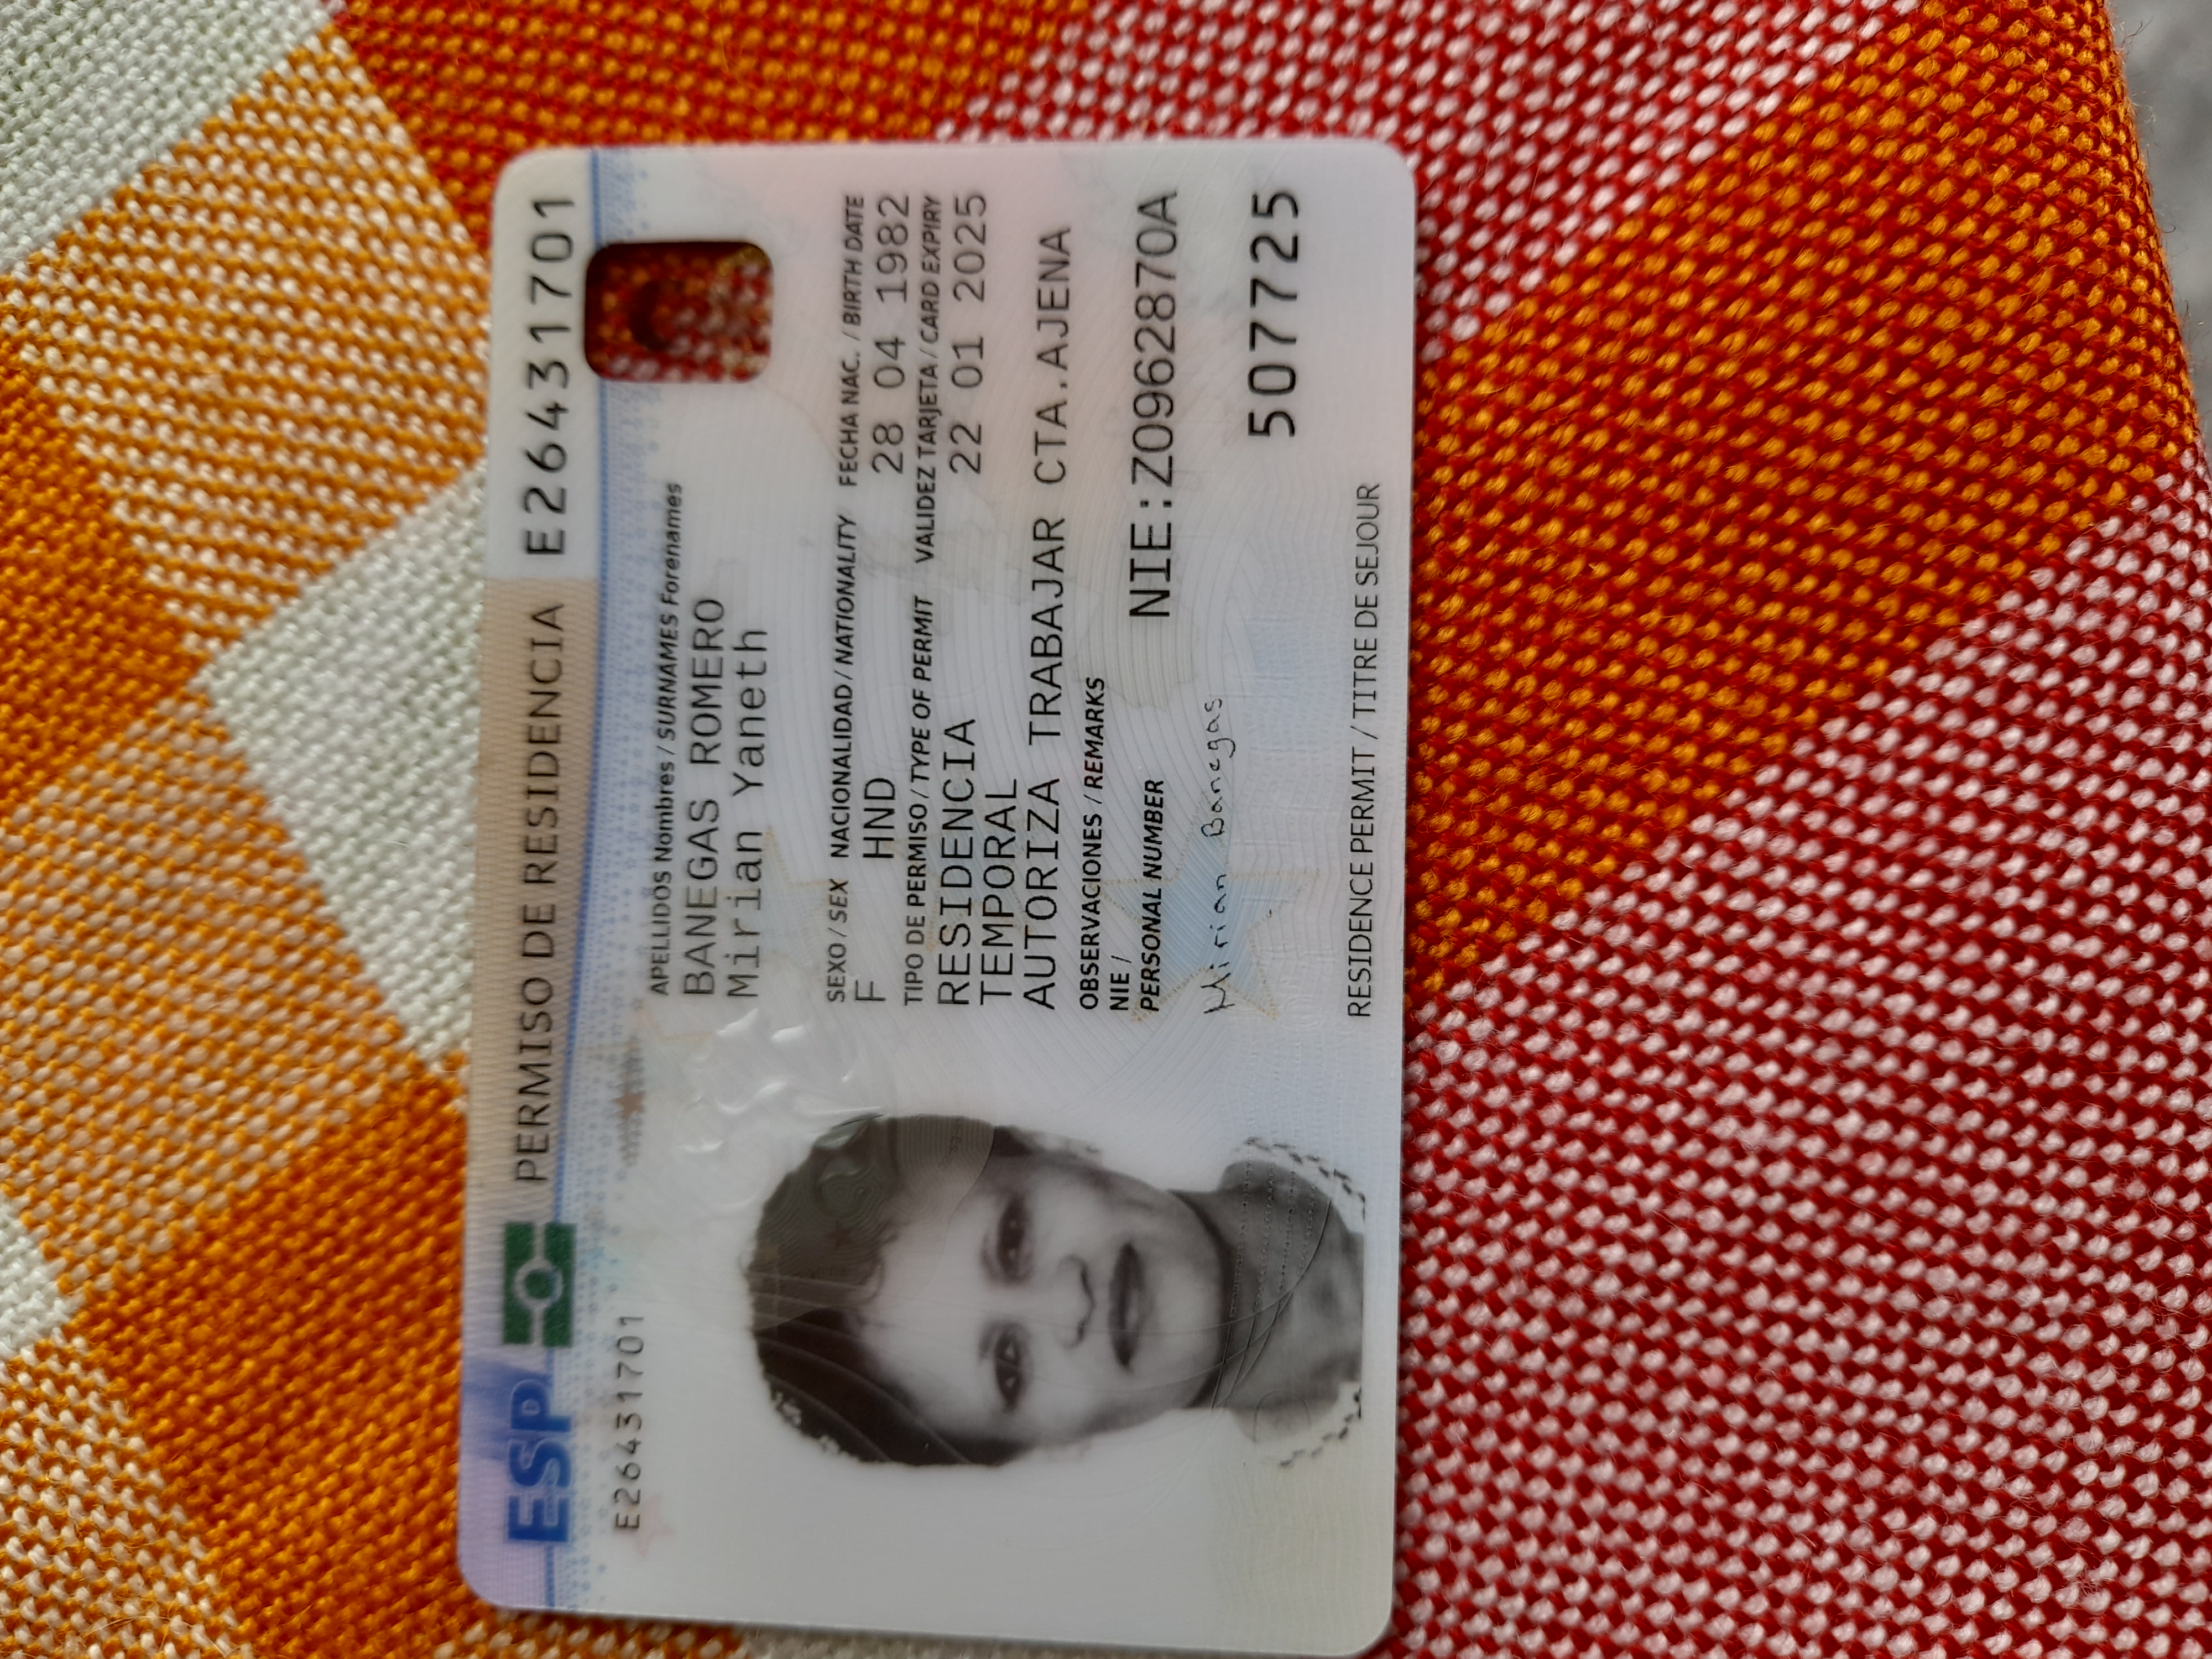 ESP PERMISO DE RESIDENCIA E26431701
E26431701
APELLIDOS Nombres / SURNAMES Forenames
BANEGAS ROMERO
Mirian Yaneth
SEXO / SEX NACIONALIDAD / NATIONALITY FECHA NAC. / BIRTH DATE
F HND 28 04 1982
TIPO DE PERMISO / TYPE OF PERMIT VALIDEZ TARJETA / CARD EXPIRY
RESIDENCIA 22 01 2025
TEMPORAL
AUTORIZA TRABAJAR CTA.AJENA
OBSERVACIONES / REMARKS
NIE /
PERSONAL NUMBER NIE:Z0962870A
Mirian Banegas
507725
RESIDENCE PERMIT / TITRE DE SEJOUR